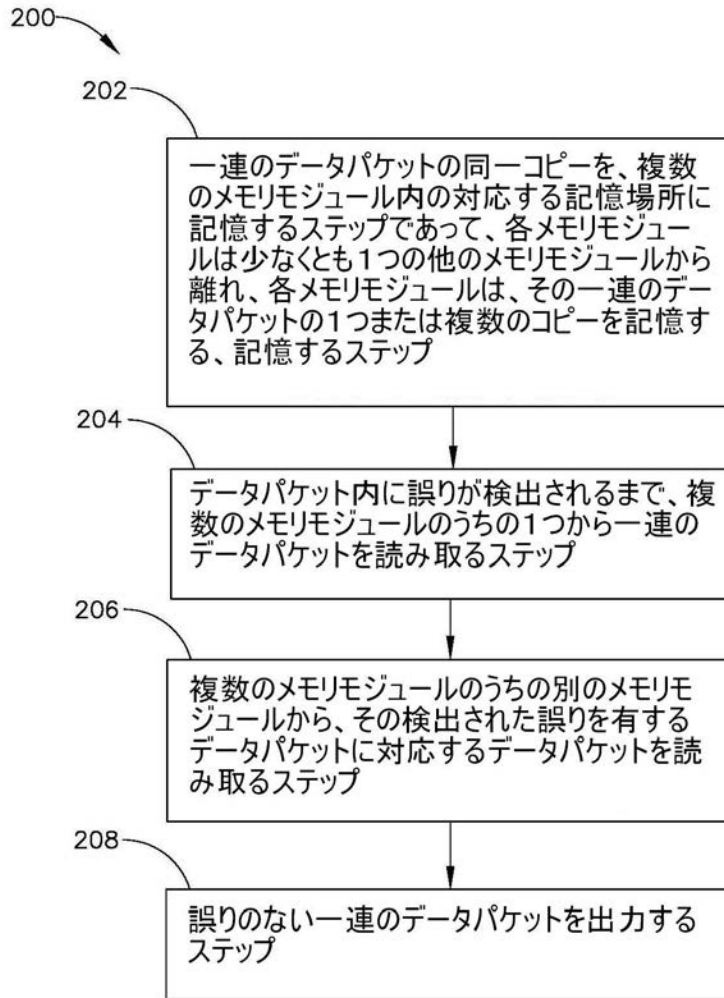 200
202
一連のデータパケットの同一コピーを、複数
のメモリモジュール内の対応する記憶場所に
記憶するステップであって、各メモリモジュー
ルは少なくとも1つの他のメモリモジュールから
離れ、各メモリモジュールは、その一連のデー
タパケットの1つまたは複数のコピーを記憶す
る、記憶するステップ
204
データパケット内に誤りが検出されるまで、複
数のメモリモジュールのうちの1つから一連の
データパケットを読み取るステップ
206
複数のメモリモジュールのうちの別のメモリモ
ジュールから、その検出された誤りを有する
データパケットに対応するデータパケットを読
み取るステップ
208
誤りのない一連のデータパケットを出力する
ステップ